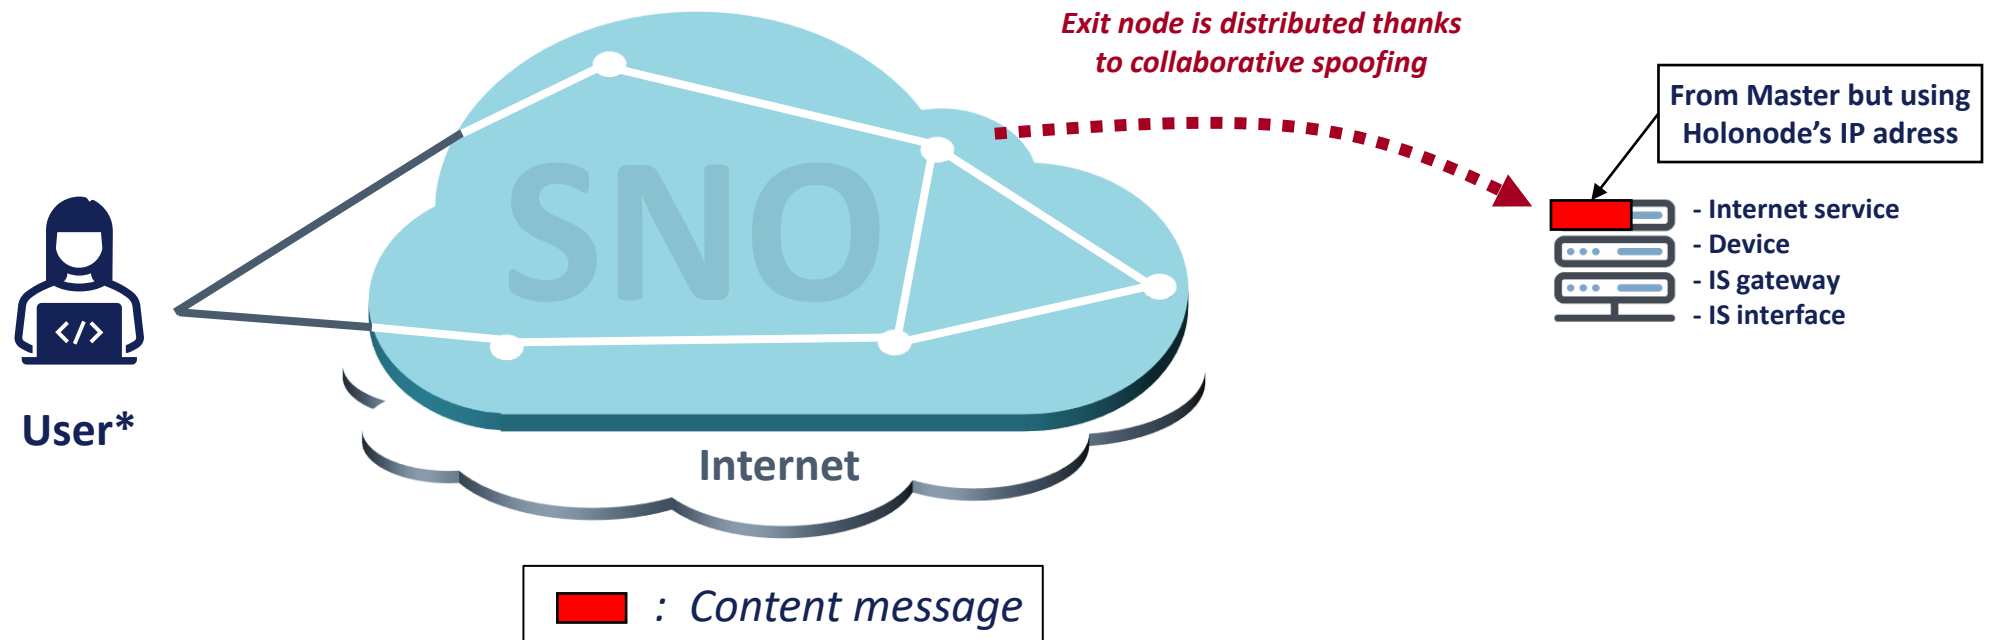 Exit node is distributed thanks
to collaborative spoofing
From Master but using
Holonode’s IP adress
SNO
- Internet service
- Device
- IS gateway
- IS interface
</>
User*
Internet
: Content message